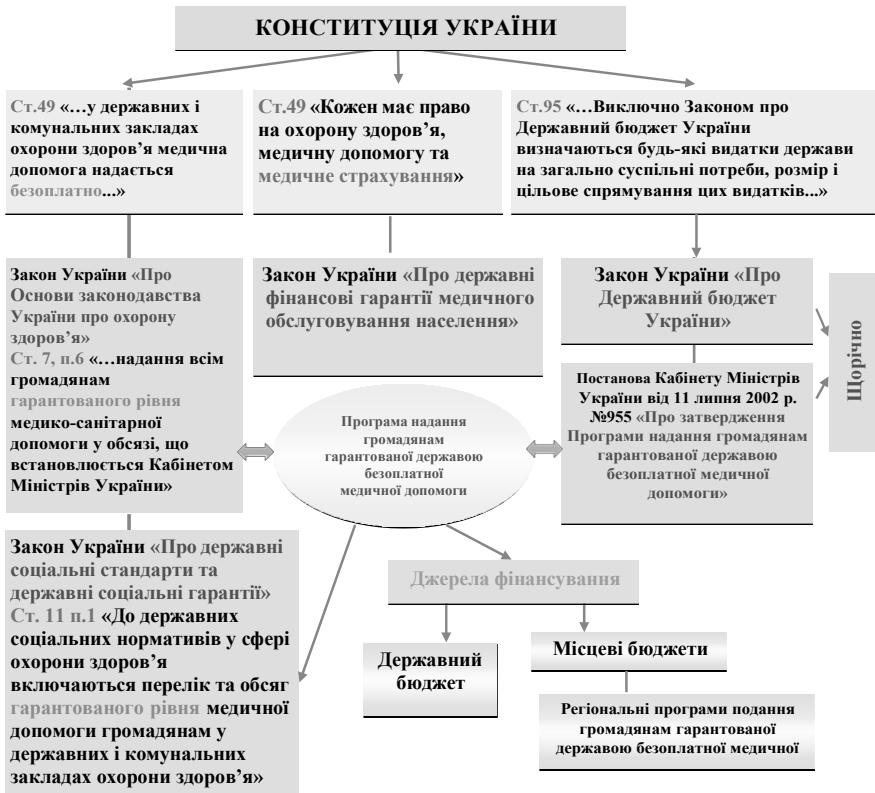 КОНСТИТУЦІЯ УКРАЇНИ
Ст.49 «…у державних і
комунальних закладах
охорони здоров’я медична
допомога надається
безоплатно...»
Ст.49 «Кожен має право
на охорону здоров’я,
медичну допомогу та
медичне страхування»
Ст.95 «…Виключно Законом про
Державний бюджет України
визначаються будь-які видатки держави
на загально суспільні потреби, розмір і
цільове спрямування цих видатків...»
Закон України «Про
Основи законодавства
України про охорону
здоров’я»
Ст. 7, п.6 «…надання всім
громадянам
гарантованого рівня
медико-санітарної
допомоги у обсязі, що
встановлюється Кабінетом
Міністрів України»
Закон України «Про державні
фінансові гарантії медичного
обслуговування населення»
Закон України «Про
Державний бюджет
України»
Щорічно
Постанова Кабінету Міністрів
України від 11 липня 2002 р.
№955 «Про затвердження
Програми надання громадянам
гарантованої державою
безоплатної медичної
допомоги»
Програма надання
громадянам
гарантованої державою
безоплатної
медичної допомоги
Закон України «Про державні
соціальні стандарти та
державні соціальні гарантії»
Ст. 11 п.1 «До державних
соціальних нормативів у сфері
охорони здоров’я
включаються перелік та обсяг
гарантованого рівня медичної
допомоги громадянам у
державних і комунальних
закладах охорони здоров’я»
Джерела фінансування
Державний
бюджет
Місцеві бюджети
Регіональні програми подання
громадянам гарантованої
державою безоплатної медичної